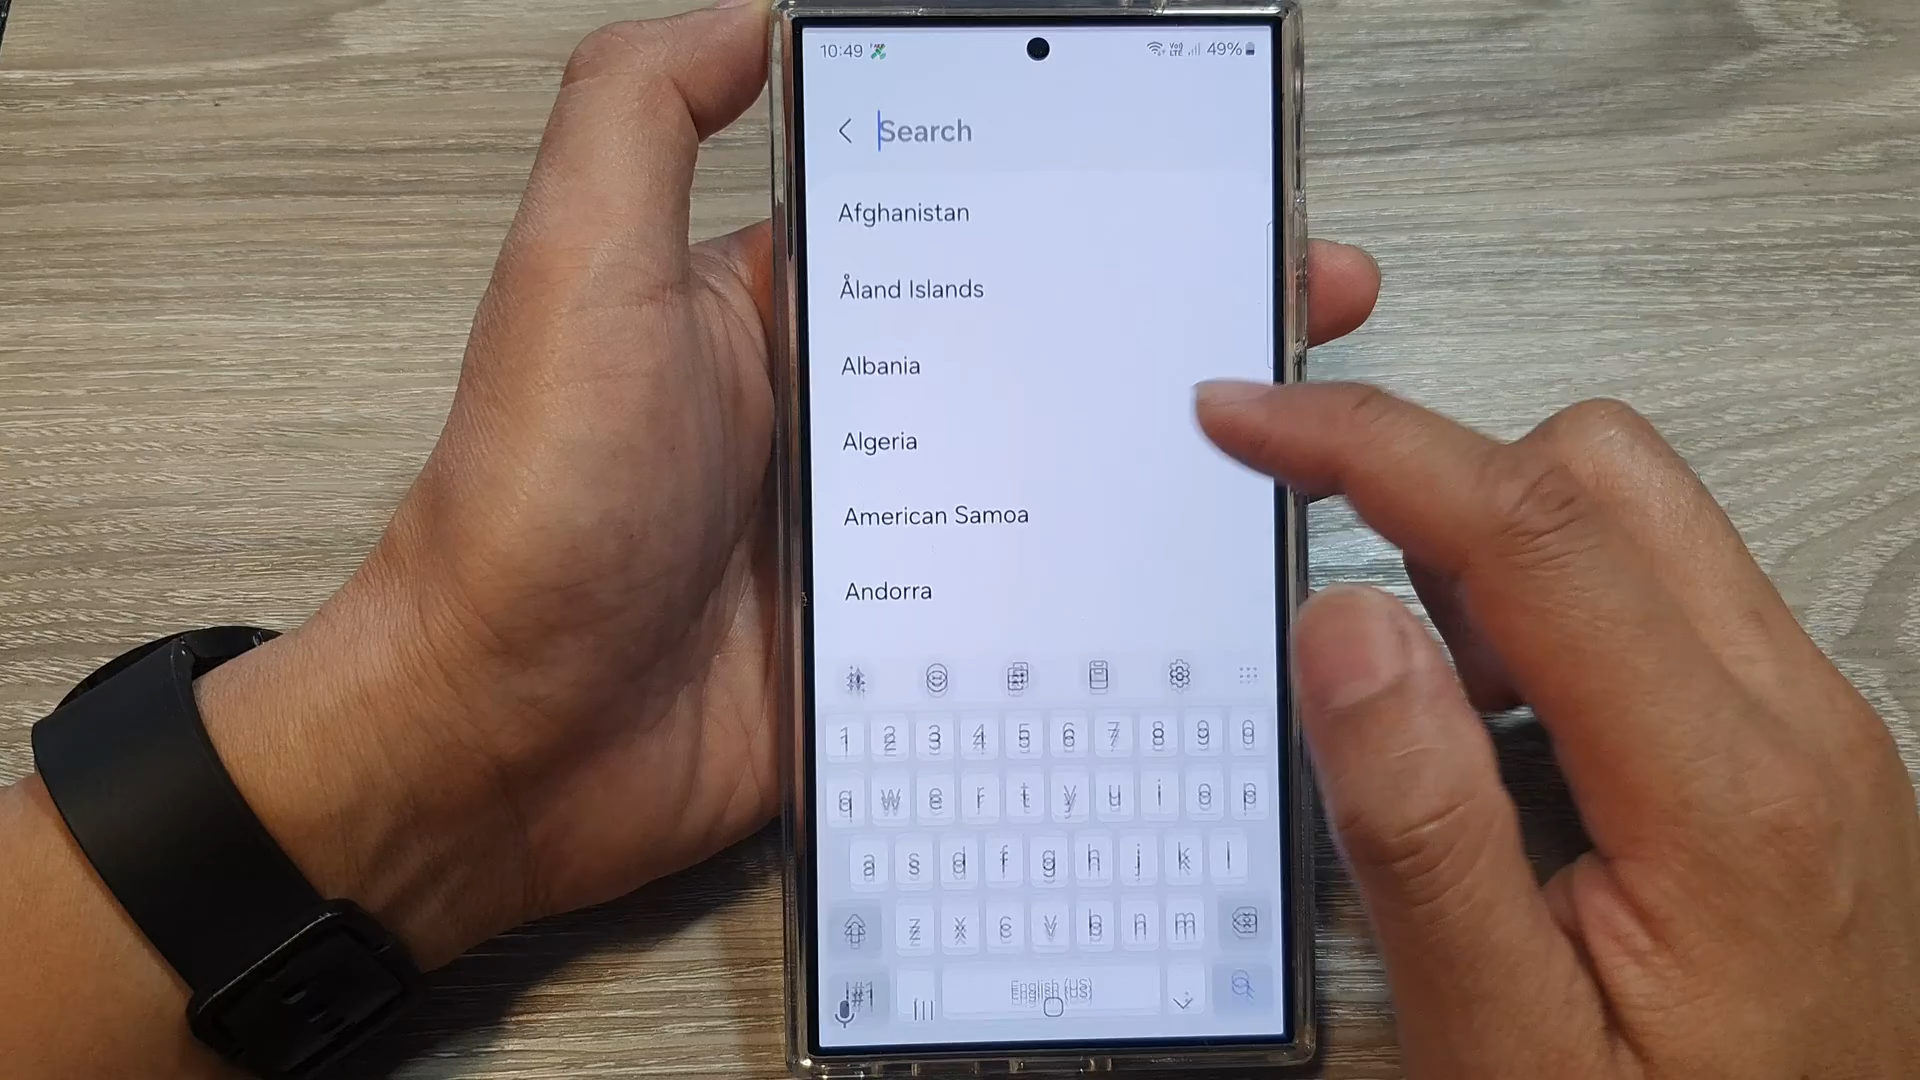 10:49 VoLTE 49%
Search
Afghanistan
Åland Islands
Albania
Algeria
American Samoa
Andorra
1 2 3 4 5 6 7 8 9 0
q w e r t y u i o p
a s d f g h j k l
z x c v b n m
!#1 English (US)